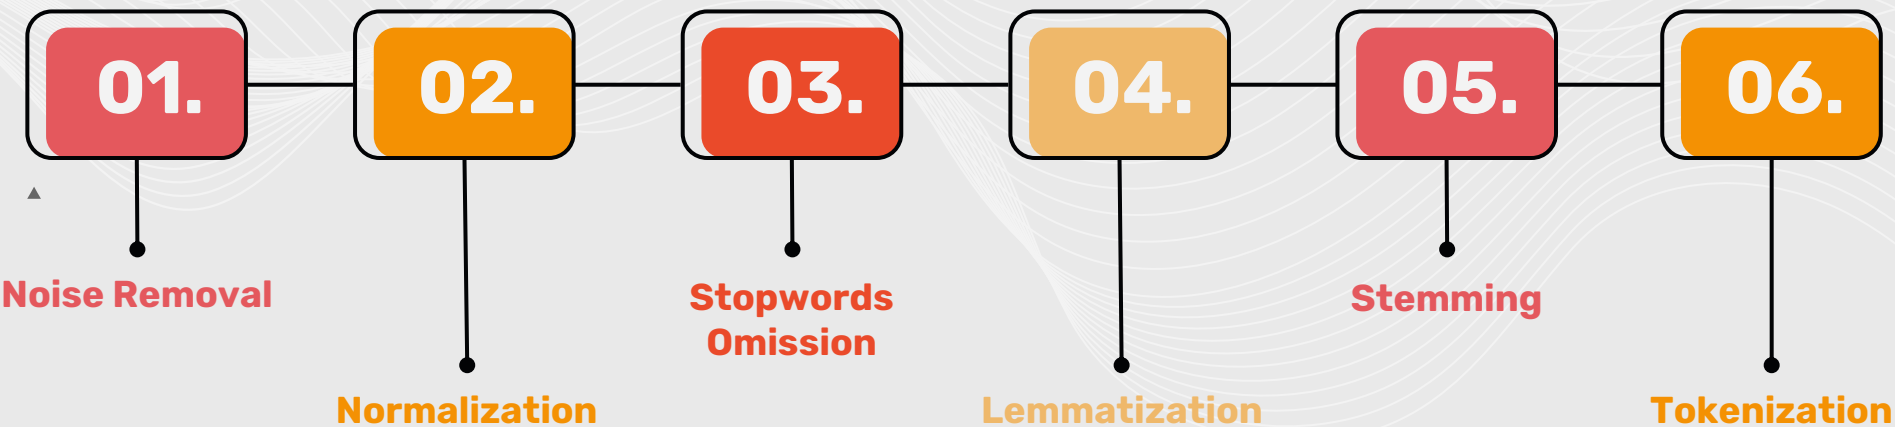 01.
02.
03.
04.
05.
06.
Noise Removal
Stopwords
Omission
Stemming
Normalization
Lemmatization
Tokenization